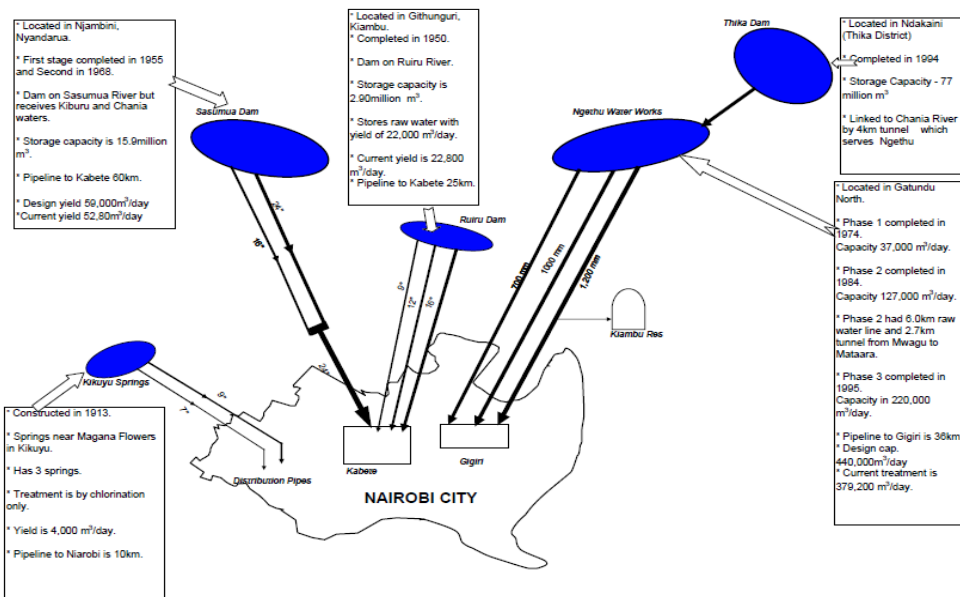 * Located in Njambini,
Nyandarua.
* First stage completed in 1955
and Second in 1968.
* Dam on Sasumua River but
receives Kiburu and Chania
waters.
* Storage capacity is 15.9million
m³.
* Pipeline to Kabete 60km.
* Design yield 59,000m³/day
*Current yield 52,80m³/day
Sasumua Dam
24"
16"
24"
* Located in Githunguri,
Kiambu.
* Completed in 1950.
* Dam on Ruiru River.
* Storage capacity is
2.90million m³.
* Stores raw water with
yield of 22,000 m³/day.
* Current yield is 22,800
m³/day.
* Pipeline to Kabete 25km.
Ruiru Dam
9"
12"
16"
Thika Dam
* Located in Ndakaini
(Thika District)
* Completed in 1994
* Storage Capacity - 77
million m³
* Linked to Chania River
by 4km tunnel which
serves Ngethu
Ngethu Water Works
700 mm
1000 mm
1,200 mm
* Located in Gatundu
North.
* Phase 1 completed in
1974.
Capacity 37,000 m³/day.
* Phase 2 completed in
1984.
Capacity 127,000 m³/day.
* Phase 2 had 6.0km raw
water line and 2.7km
tunnel from Mwagu to
Mataara.
* Phase 3 completed in
1995.
Capacity in 220,000
m³/day.
* Pipeline to Gigiri is 36km
* Design cap.
440,000m³/day
* Current treatment is
379,200 m³/day.
Kiambu Res
Kikuyu Springs
9"
7"
* Constructed in 1913.
* Springs near Magana Flowers
in Kikuyu.
* Has 3 springs.
* Treatment is by chlorination
only.
* Yield is 4,000 m³/day.
* Pipeline to Niarobi is 10km.
Distribution Pipes
Kabete
Gigiri
NAIROBI CITY